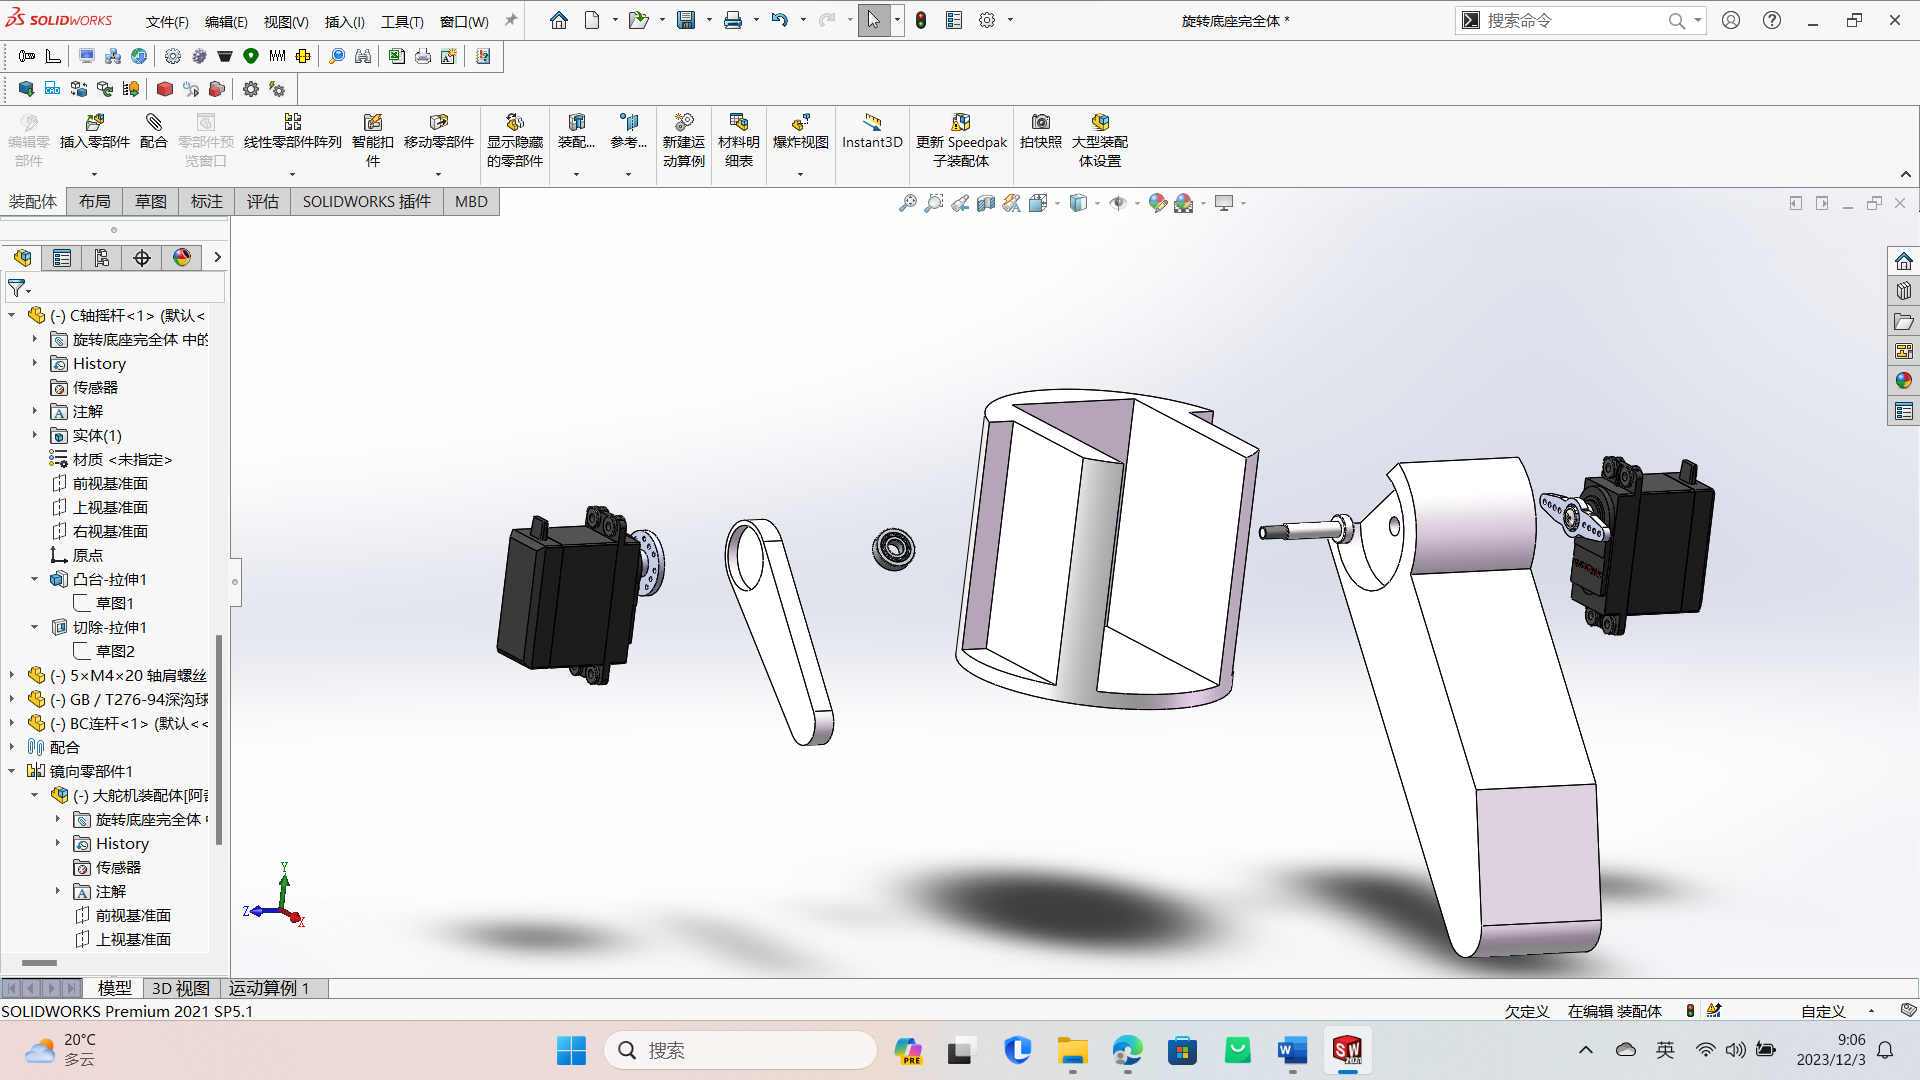 SOLIDWORKS 文件(F) 编辑(E) 视图(V) 插入(I) 工具(T) 窗口(W) 旋转底座完全体 * 搜索命令
编辑零部件 插入零部件 配合 零部件预览窗口 线性零部件阵列 智能扣件 移动零部件 显示隐藏的零部件 装配... 参考... 新建运动算例 材料明细表 爆炸视图 Instant3D 更新 Speedpak 子装配体 拍快照 大型装配体设置
装配体 布局 草图 标注 评估 SOLIDWORKS 插件 MBD
(-) C轴摇杆<1> (默认<
旋转底座完全体 中的
History
传感器
注解
实体(1)
材质 <未指定>
前视基准面
上视基准面
右视基准面
原点
凸台-拉伸1
草图1
切除-拉伸1
草图2
(-) 5×M4×20 轴肩螺丝
(-) GB / T276-94深沟球
(-) BC连杆<1> (默认<<
配合
镜向零部件1
(-) 大舵机装配体[阿
旋转底座完全体
History
传感器
注解
前视基准面
上视基准面
Y
Z
X
模型 3D 视图 运动算例 1
SOLIDWORKS Premium 2021 SP5.1 欠定义 在编辑 装配体 自定义
20°C
多云
搜索
PRE
英
9:06
2023/12/3